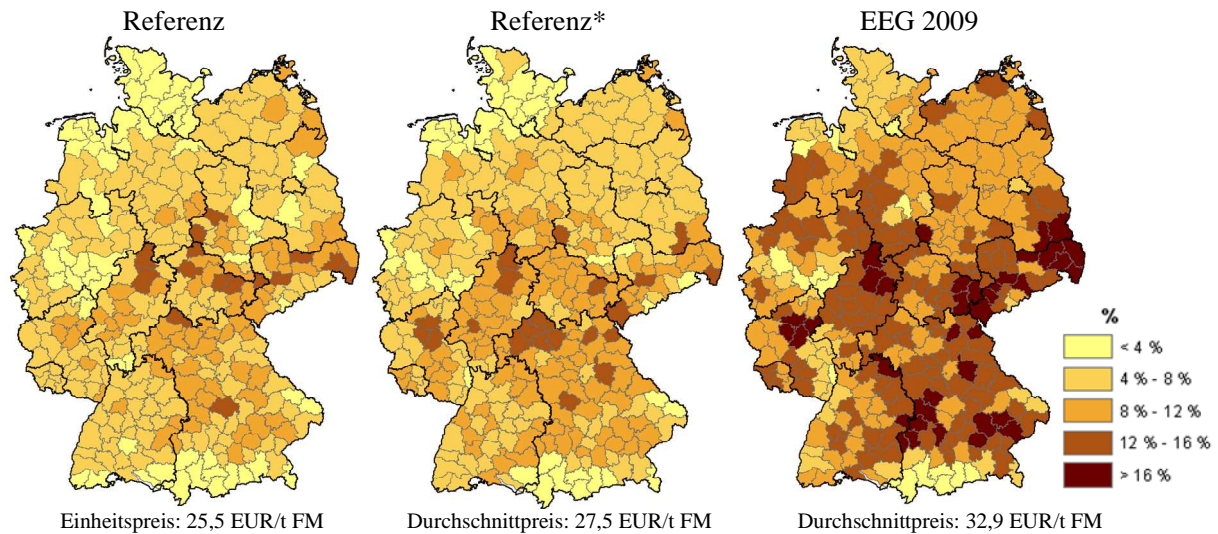 Referenz
Referenz*
EEG 2009
%
< 4 %
4 % - 8 %
8 % - 12 %
12 % - 16 %
> 16 %
Einheitspreis: 25,5 EUR/t FM
Durchschnittpreis: 27,5 EUR/t FM
Durchschnittpreis: 32,9 EUR/t FM